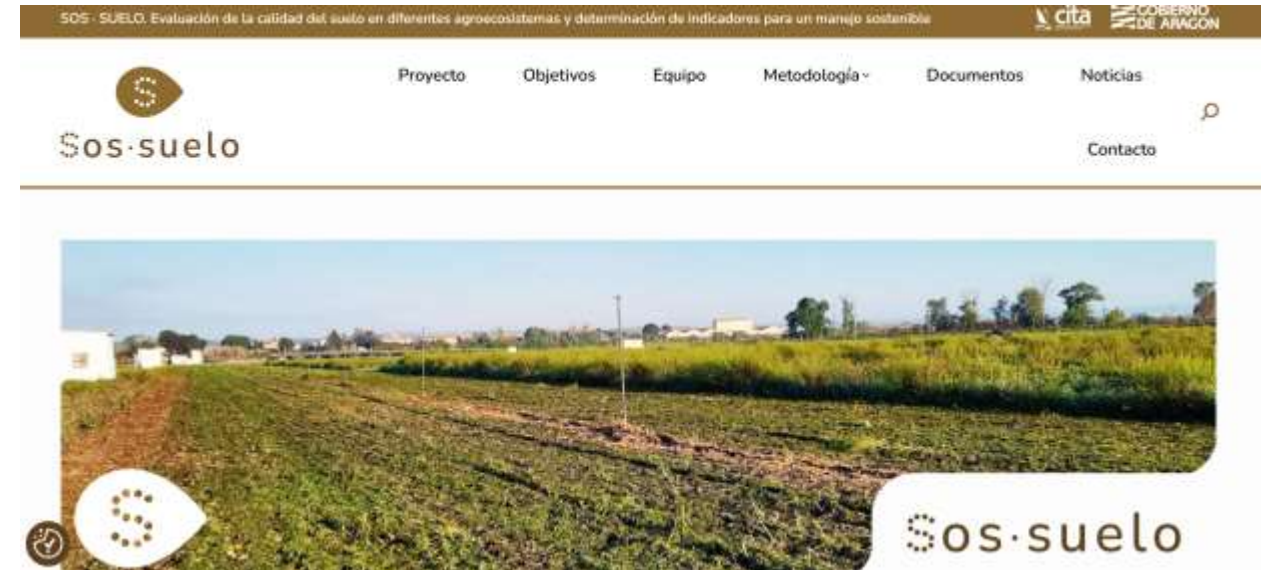 SOS - SUELO. Evaluación de la calidad del suelo en diferentes agroecosistemas y determinación de indicadores para un manejo sostenible
cita
GOBIERNO
DE ARAGON
Proyecto Objetivos Equipo Metodología Documentos Noticias
Sos·suelo
Contacto
S
Sos·suelo